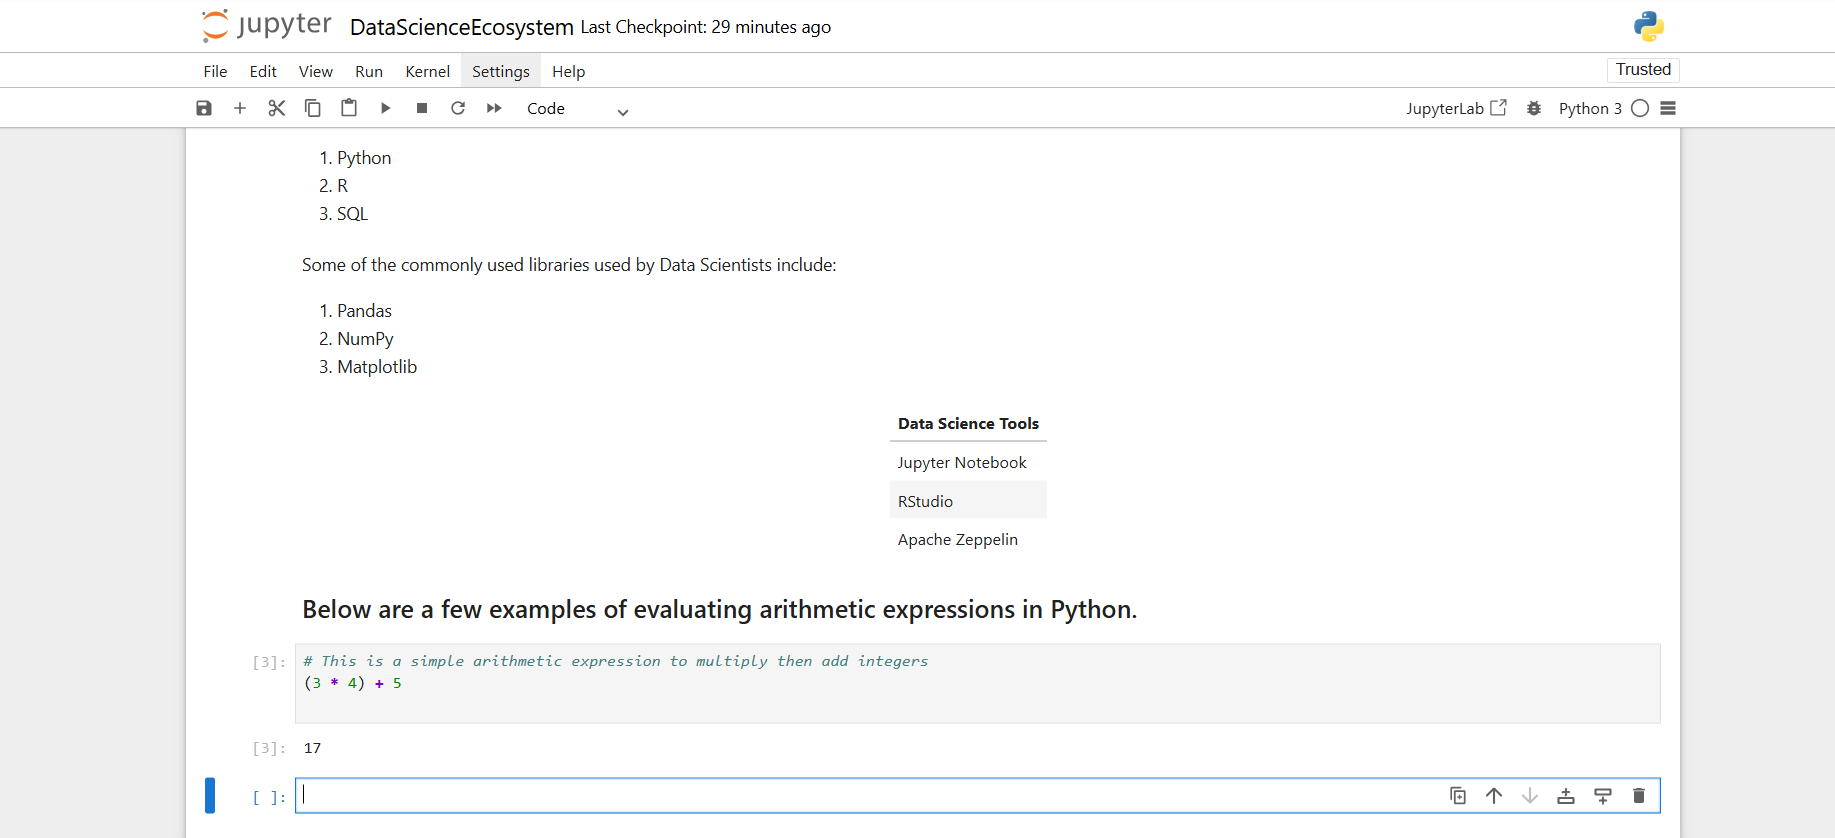 jupyter DataScienceEcosystem Last Checkpoint: 29 minutes ago
File Edit View Run Kernel Settings Help Trusted
Code JupyterLab Python 3
1. Python
2. R
3. SQL
Some of the commonly used libraries used by Data Scientists include:
1. Pandas
2. NumPy
3. Matplotlib
Data Science Tools
Jupyter Notebook
RStudio
Apache Zeppelin
Below are a few examples of evaluating arithmetic expressions in Python.
[3]: # This is a simple arithmetic expression to multiply then add integers
(3 * 4) + 5
[3]: 17
[ ]: